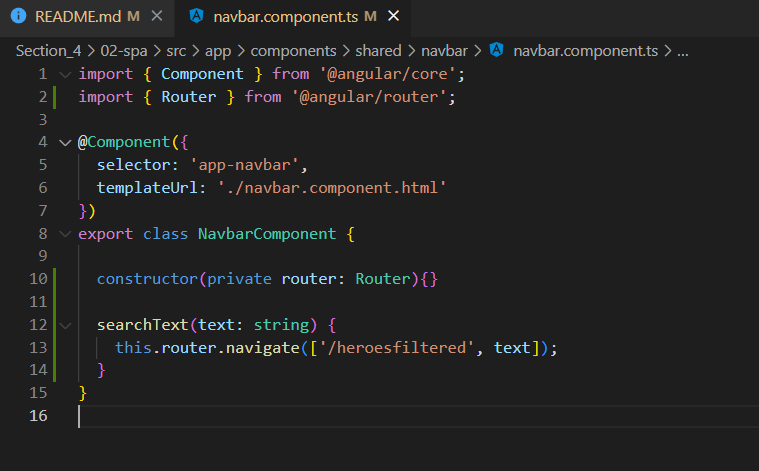 README.md M
navbar.component.ts M
Section_4 > 02-spa > src > app > components > shared > navbar > navbar.component.ts > ...
1 import { Component } from '@angular/core';
2 import { Router } from '@angular/router';
3
4 @Component({
5   selector: 'app-navbar',
6   templateUrl: './navbar.component.html'
7 })
8 export class NavbarComponent {
9
10   constructor(private router: Router){}
11
12   searchText(text: string) {
13     this.router.navigate(['/heroesfiltered', text]);
14   }
15 }
16